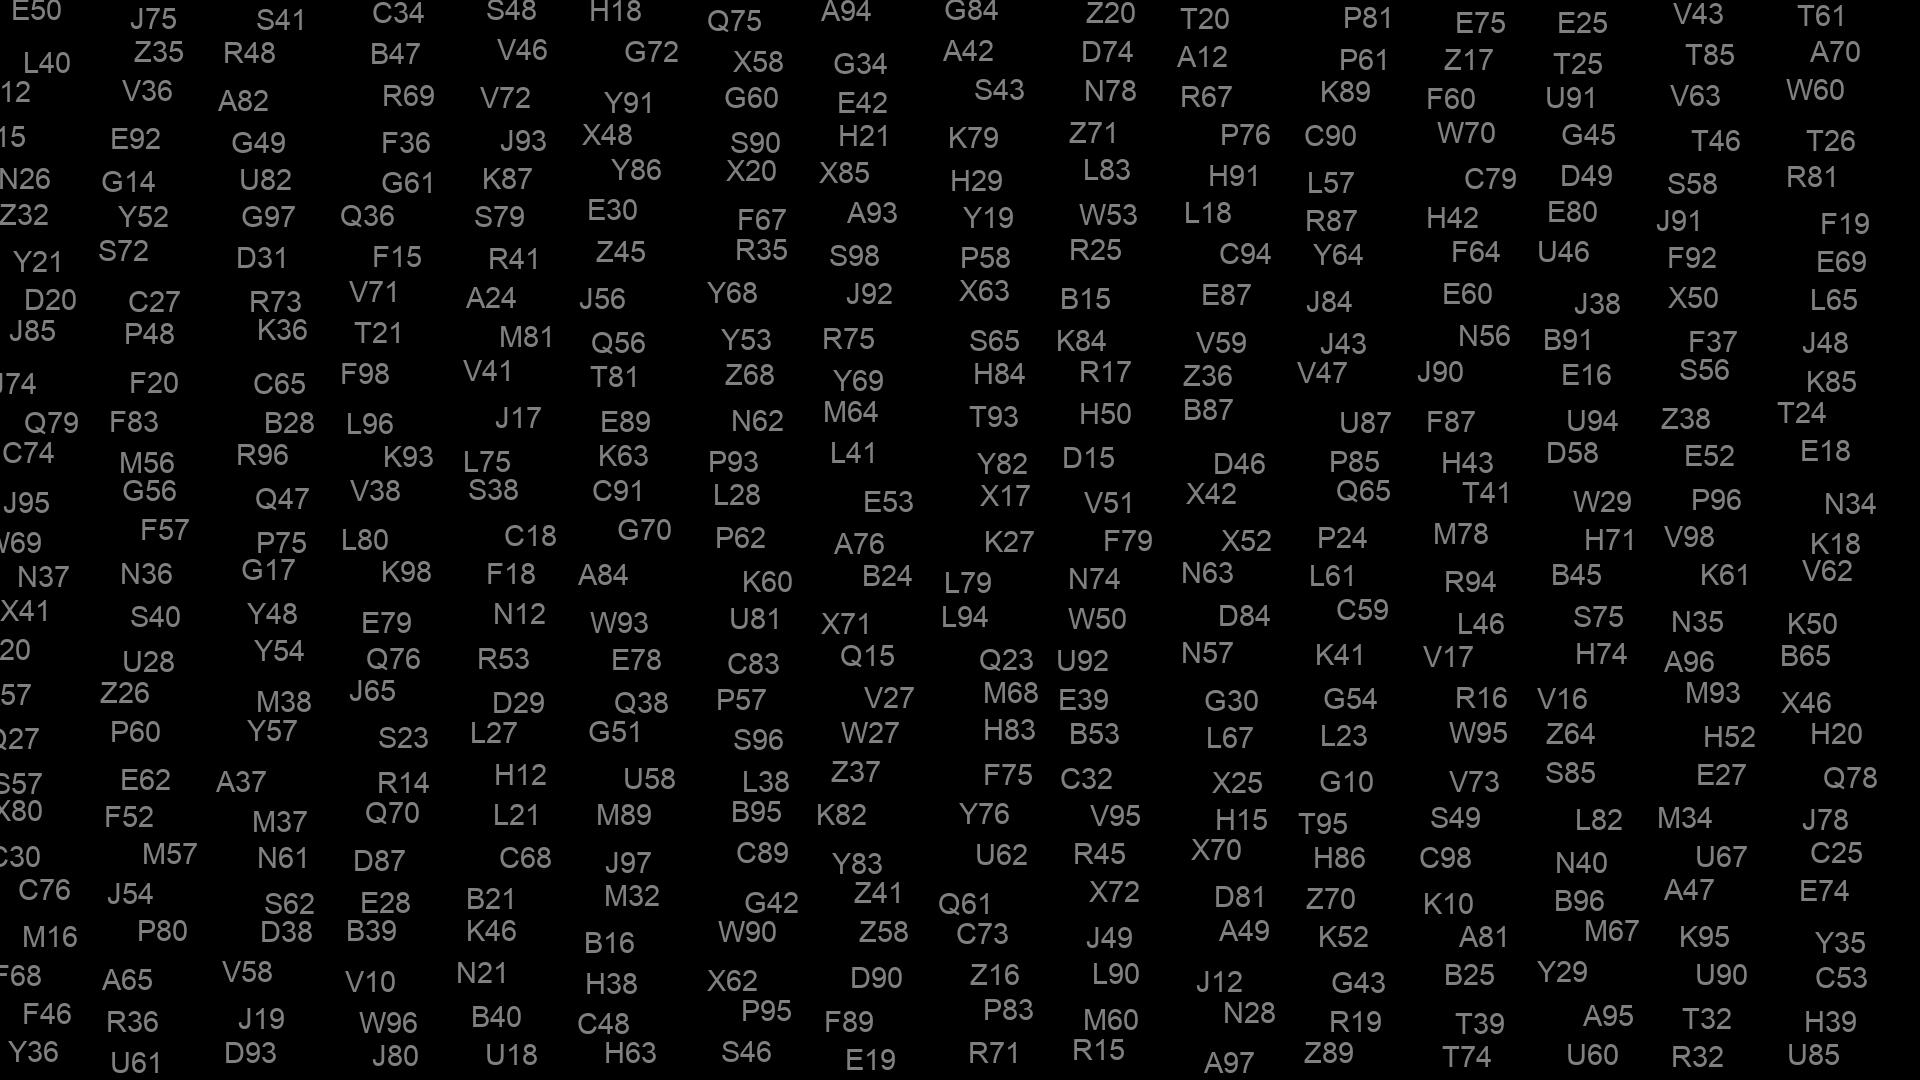 E50 J75 S41 C34 S48 H18 Q75 A94 G84 Z20 T20 P81 E75 E25 V43 T61
L40 Z35 R48 B47 V46 G72 X58 G34 A42 D74 A12 P61 Z17 T25 T85 A70
12 V36 A82 R69 V72 Y91 G60 E42 S43 N78 R67 K89 F60 U91 V63 W60
15 E92 G49 F36 J93 X48 S90 H21 K79 Z71 P76 C90 W70 G45 T46 T26
N26 G14 U82 G61 K87 Y86 X20 X85 H29 L83 H91 L57 C79 D49 S58 R81
Z32 Y52 G97 Q36 S79 E30 F67 A93 Y19 W53 L18 R87 H42 E80 J91 F19
Y21 S72 D31 F15 R41 Z45 R35 S98 P58 R25 C94 Y64 F64 U46 F92 E69
D20 C27 R73 V71 A24 J56 Y68 J92 X63 B15 E87 J84 E60 J38 X50 L65
J85 P48 K36 T21 M81 Q56 Y53 R75 S65 K84 V59 J43 N56 B91 F37 J48
J74 F20 C65 F98 V41 T81 Z68 Y69 H84 R17 Z36 V47 J90 E16 S56 K85
Q79 F83 B28 L96 J17 E89 N62 M64 T93 H50 B87 U87 F87 U94 Z38 T24
C74 M56 R96 K93 L75 K63 P93 L41 Y82 D15 D46 P85 H43 D58 E52 E18
J95 G56 Q47 V38 S38 C91 L28 E53 X17 V51 X42 Q65 T41 W29 P96 N34
W69 F57 P75 L80 C18 G70 P62 A76 K27 F79 X52 P24 M78 H71 V98 K18
N37 N36 G17 K98 F18 A84 K60 B24 L79 N74 N63 L61 R94 B45 K61 V62
X41 S40 Y48 E79 N12 W93 U81 X71 L94 W50 D84 C59 L46 S75 N35 K50
20 U28 Y54 Q76 R53 E78 C83 Q15 Q23 U92 N57 K41 V17 H74 A96 B65
57 Z26 M38 J65 D29 Q38 P57 V27 M68 E39 G30 G54 R16 V16 M93 X46
Q27 P60 Y57 S23 L27 G51 S96 W27 H83 B53 L67 L23 W95 Z64 H52 H20
S57 E62 A37 R14 H12 U58 L38 Z37 F75 C32 X25 G10 V73 S85 E27 Q78
X80 F52 M37 Q70 L21 M89 B95 K82 Y76 V95 H15 T95 S49 L82 M34 J78
C30 M57 N61 D87 C68 J97 C89 Y83 U62 R45 X70 H86 C98 N40 U67 C25
C76 J54 S62 E28 B21 M32 G42 Z41 Q61 X72 D81 Z70 K10 B96 A47 E74
M16 P80 D38 B39 K46 B16 W90 Z58 C73 J49 A49 K52 A81 M67 K95 Y35
F68 A65 V58 V10 N21 H38 X62 D90 Z16 L90 J12 G43 B25 Y29 U90 C53
F46 R36 J19 W96 B40 C48 P95 F89 P83 M60 N28 R19 T39 A95 T32 H39
Y36 U61 D93 J80 U18 H63 S46 E19 R71 R15 A97 Z89 T74 U60 R32 U85